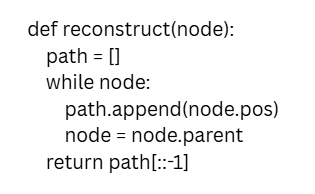 def reconstruct(node):
    path = []
    while node:
        path.append(node.pos)
        node = node.parent
    return path[::-1]